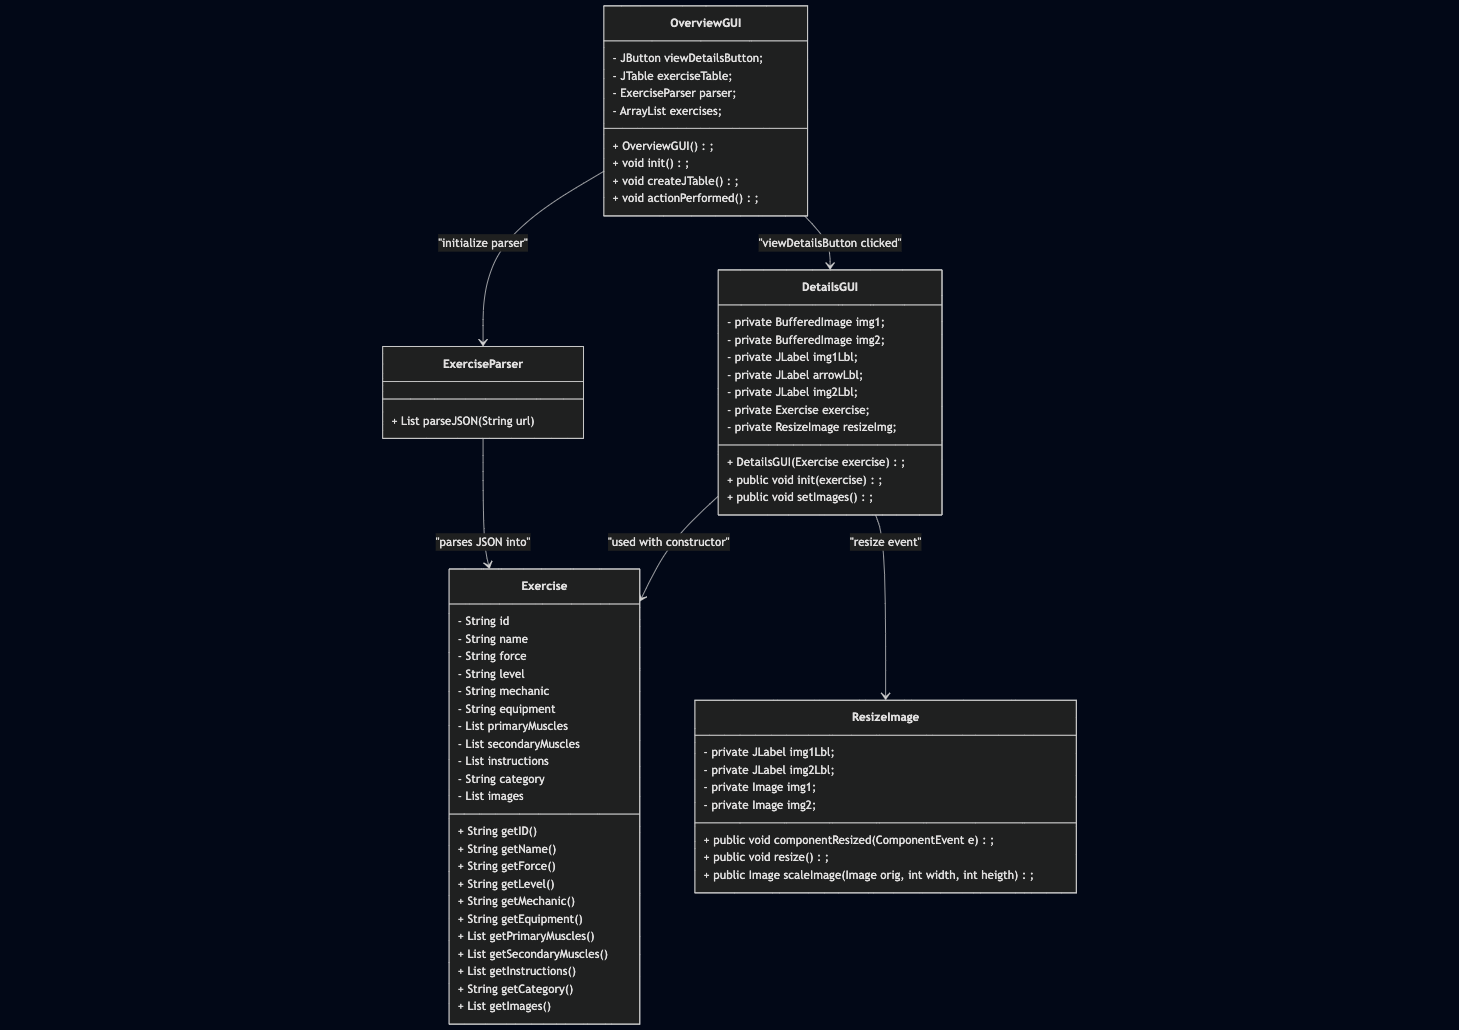 OverviewGUI
- JButton viewDetailsButton;
- JTable exerciseTable;
- ExerciseParser parser;
- ArrayList exercises;
+ OverviewGUI() : ;
+ void init() : ;
+ void createJTable() : ;
+ void actionPerformed() : ;
"initialize parser"
"viewDetailsButton clicked"
DetailsGUI
- private BufferedImage img1;
- private BufferedImage img2;
- private JLabel img1Lbl;
- private JLabel arrowLbl;
- private JLabel img2Lbl;
- private Exercise exercise;
- private ResizeImage resizeImg;
+ DetailsGUI(Exercise exercise) : ;
+ public void init(exercise) : ;
+ public void setImages() : ;
ExerciseParser
+ List parseJSON(String url)
"parses JSON into"
"used with constructor"
"resize event"
Exercise
- String id
- String name
- String force
- String level
- String mechanic
- String equipment
- List primaryMuscles
- List secondaryMuscles
- List instructions
- String category
- List images
+ String getID()
+ String getName()
+ String getForce()
+ String getLevel()
+ String getMechanic()
+ String getEquipment()
+ List getPrimaryMuscles()
+ List getSecondaryMuscles()
+ List getInstructions()
+ String getCategory()
+ List getImages()
ResizeImage
- private JLabel img1Lbl;
- private JLabel img2Lbl;
- private Image img1;
- private Image img2;
+ public void componentResized(ComponentEvent e) : ;
+ public void resize() : ;
+ public Image scaleImage(Image orig, int width, int heigth) : ;